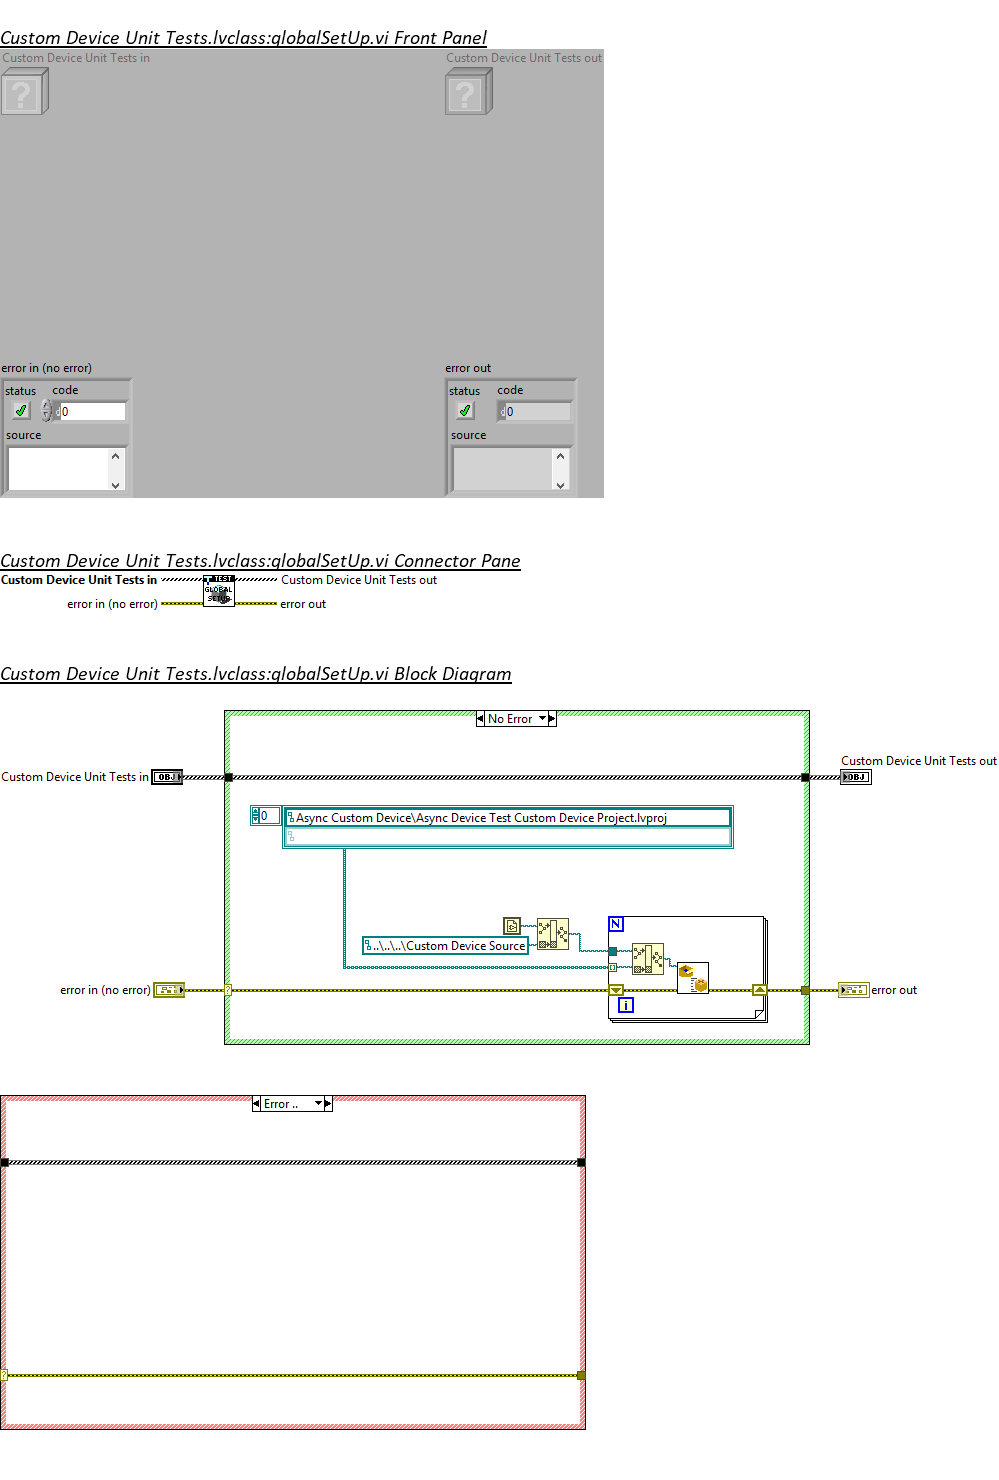 Custom Device Unit Tests.lvclass:globalSetUp.vi Front Panel
Custom Device Unit Tests in
Custom Device Unit Tests out
?
?
error in (no error)
error out
status
code
status
code
d 0
d 0
source
source
Custom Device Unit Tests.lvclass:globalSetUp.vi Connector Pane
Custom Device Unit Tests in
TEST
Custom Device Unit Tests out
GLOBAL
error in (no error)
SETUP
error out
Custom Device Unit Tests.lvclass:globalSetUp.vi Block Diagram
No Error
Custom Device Unit Tests out
Custom Device Unit Tests in
OBJ
OBJ
0
Async Custom Device\Async Device Test Custom Device Project.lvproj
N
..\..\..\Custom Device Source
error in (no error)
?
error out
i
Error ..
?